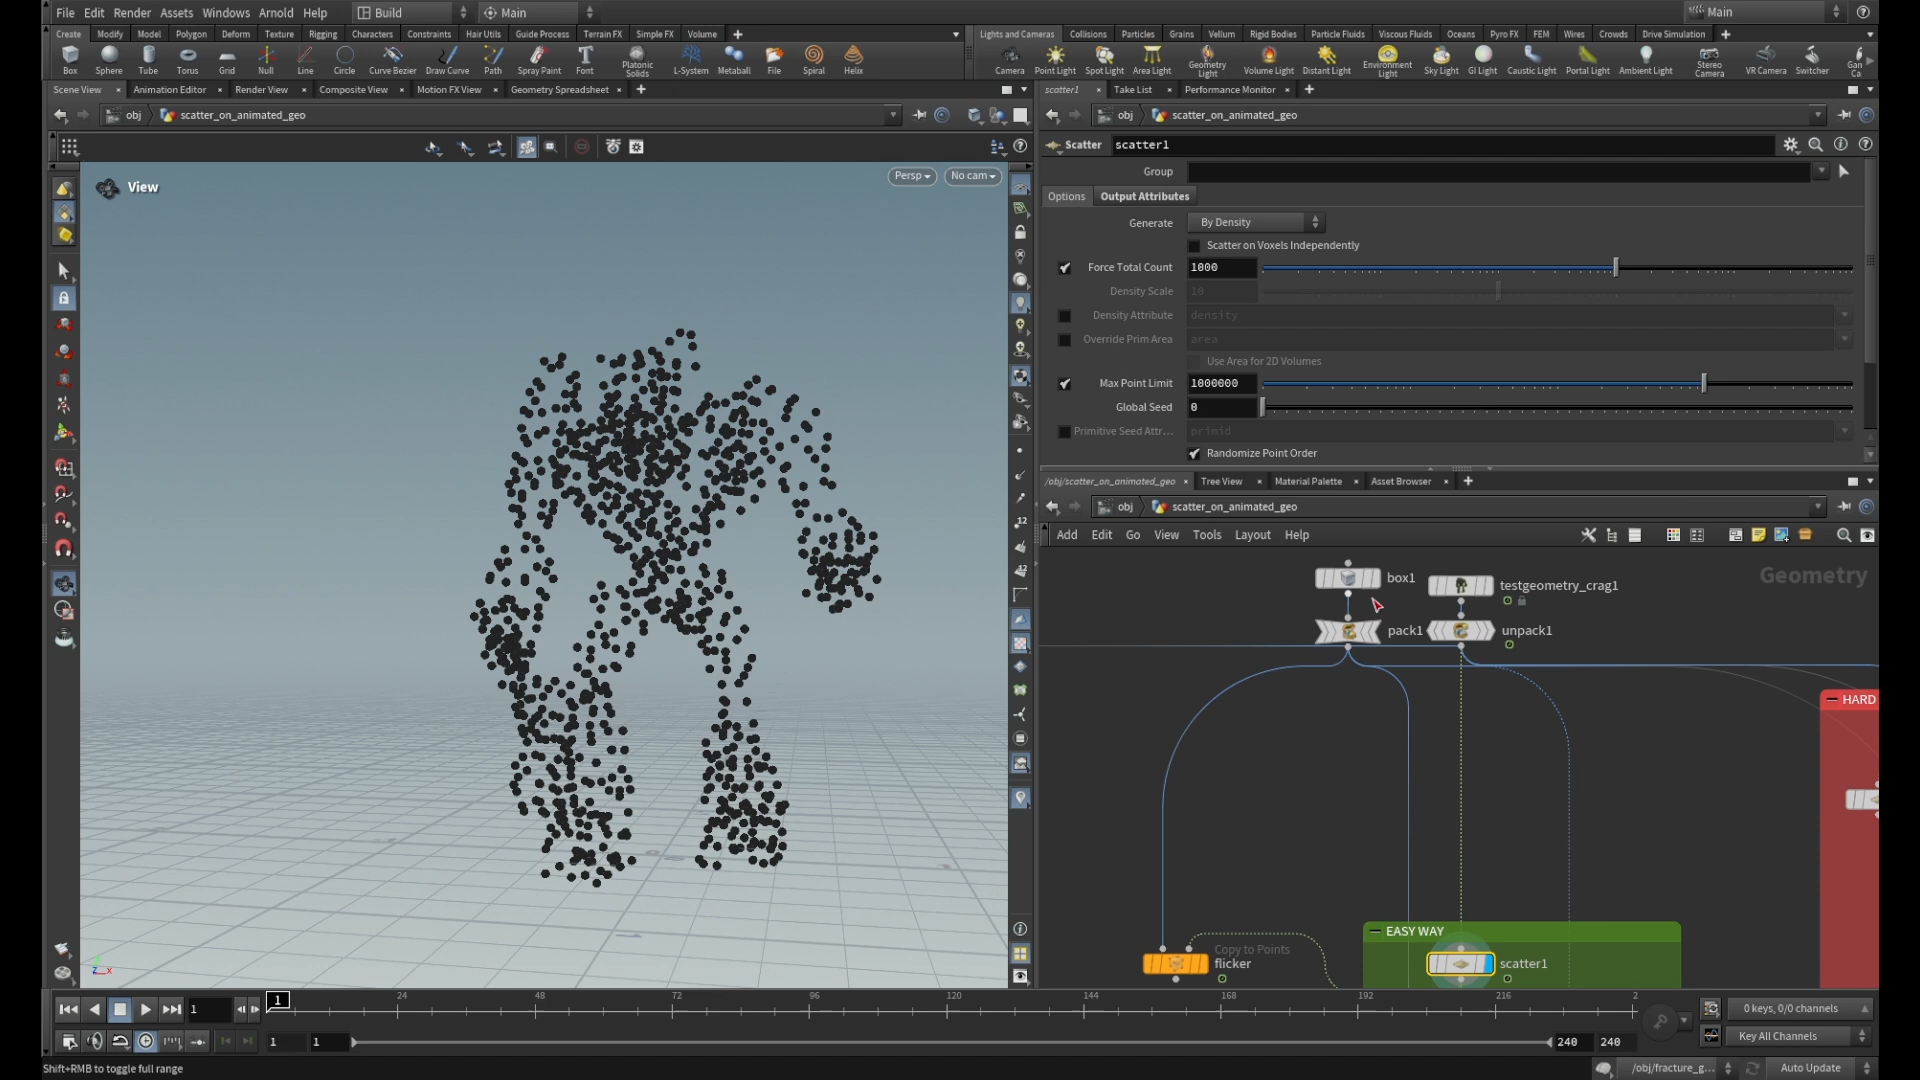 File Edit Render Assets Windows Arnold Help Build Main Main
Create Modify Model Polygon Deform Texture Rigging Characters Constraints Hair Utils Guide Process Terrain FX Simple FX Volume
Lights and Cameras Collisions Particles Grains Vellum Rigid Bodies Particle Fluids Viscous Fluids Oceans Pyro FX FEM Wires Crowds Drive Simulation
Box Sphere Tube Torus Grid Null Line Circle Curve Bezier Draw Curve Path Spray Paint Font Platonic Solids L-System Metaball File Spiral Helix
Camera Point Light Spot Light Area Light Geometry Light Volume Light Distant Light Environment Light Sky Light GI Light Caustic Light Portal Light Ambient Light Stereo Camera VR Camera Switcher
Scene View Animation Editor Render View Composite View Motion FX View Geometry Spreadsheet
obj scatter_on_animated_geo
View
Persp No cam
scatter1 Take List Performance Monitor
obj scatter_on_animated_geo
Scatter scatter1
Group
Options Output Attributes
Generate By Density
Scatter on Voxels Independently
Force Total Count 1000
Density Scale 10
Density Attribute density
Override Prim Area area
Use Area for 2D Volumes
Max Point Limit 1000000
Global Seed 0
Primitive Seed Attr... primid
Randomize Point Order
/obj/scatter_on_animated_geo Tree View Material Palette Asset Browser
obj scatter_on_animated_geo
Add Edit Go View Tools Layout Help
Geometry
box1
testgeometry_crag1
pack1
unpack1
HARD
EASY WAY
Copy to Points
flicker
scatter1
1 1 24 48 72 96 120 144 168 192 216 2
0 keys, 0/0 channels
1 1 240 240
Key All Channels
Shift+RMB to toggle full range
/obj/fracture_g... Auto Update